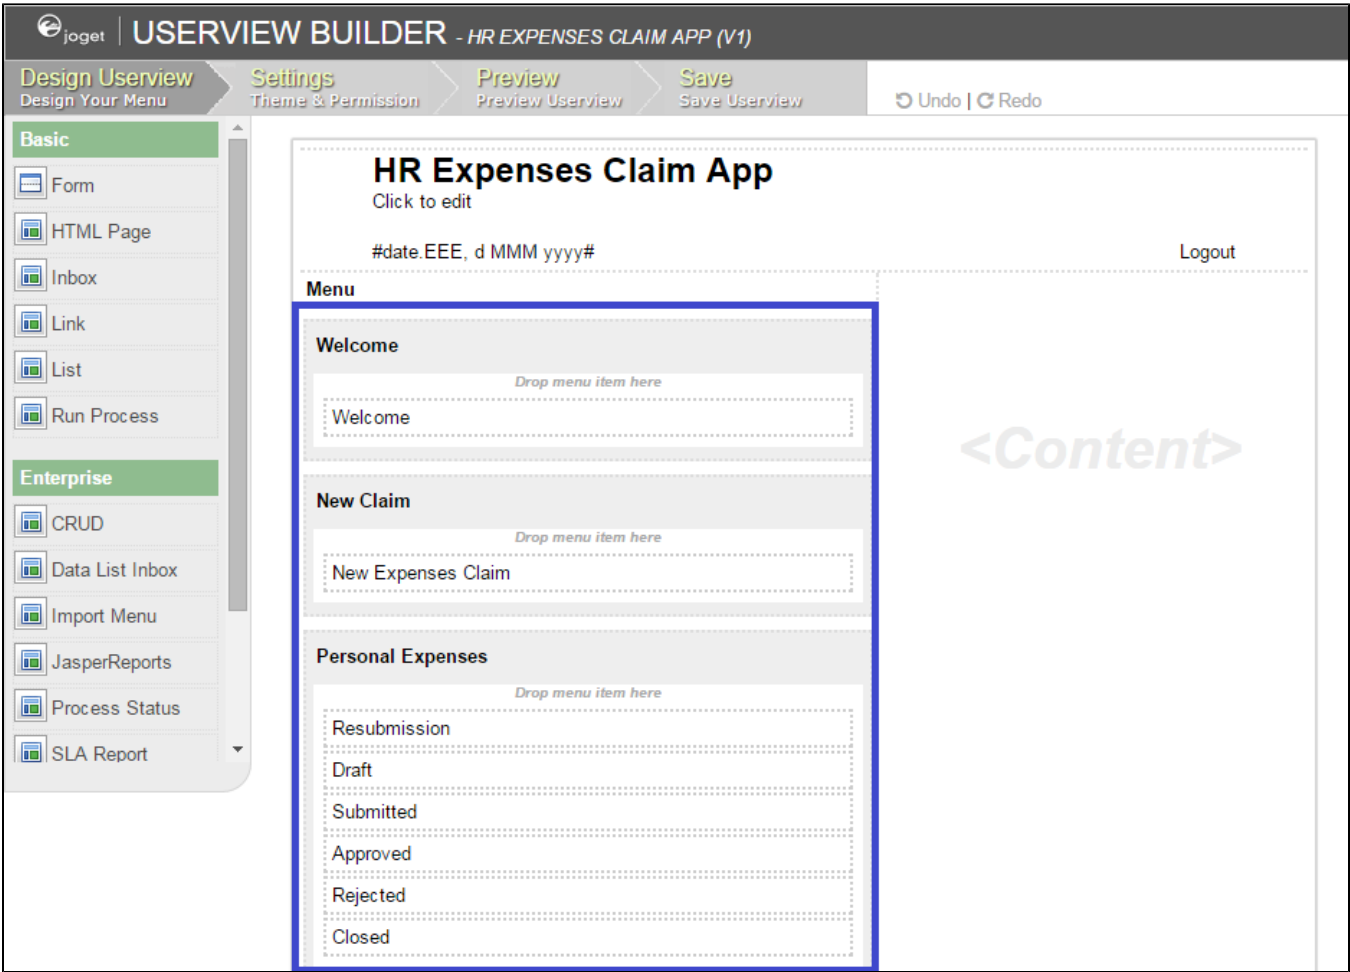 joget | USERVIEW BUILDER - HR EXPENSES CLAIM APP (V1)
Design Userview
Design Your Menu
Settings
Theme & Permission
Preview
Preview Userview
Save
Save Userview
Undo | Redo
Basic
Form
HTML Page
Inbox
Link
List
Run Process
Enterprise
CRUD
Data List Inbox
Import Menu
JasperReports
Process Status
SLA Report
HR Expenses Claim App
Click to edit
#date.EEE, d MMM yyyy#
Logout
Menu
Welcome
Drop menu item here
Welcome
New Claim
Drop menu item here
New Expenses Claim
Personal Expenses
Drop menu item here
Resubmission
Draft
Submitted
Approved
Rejected
Closed
<Content>